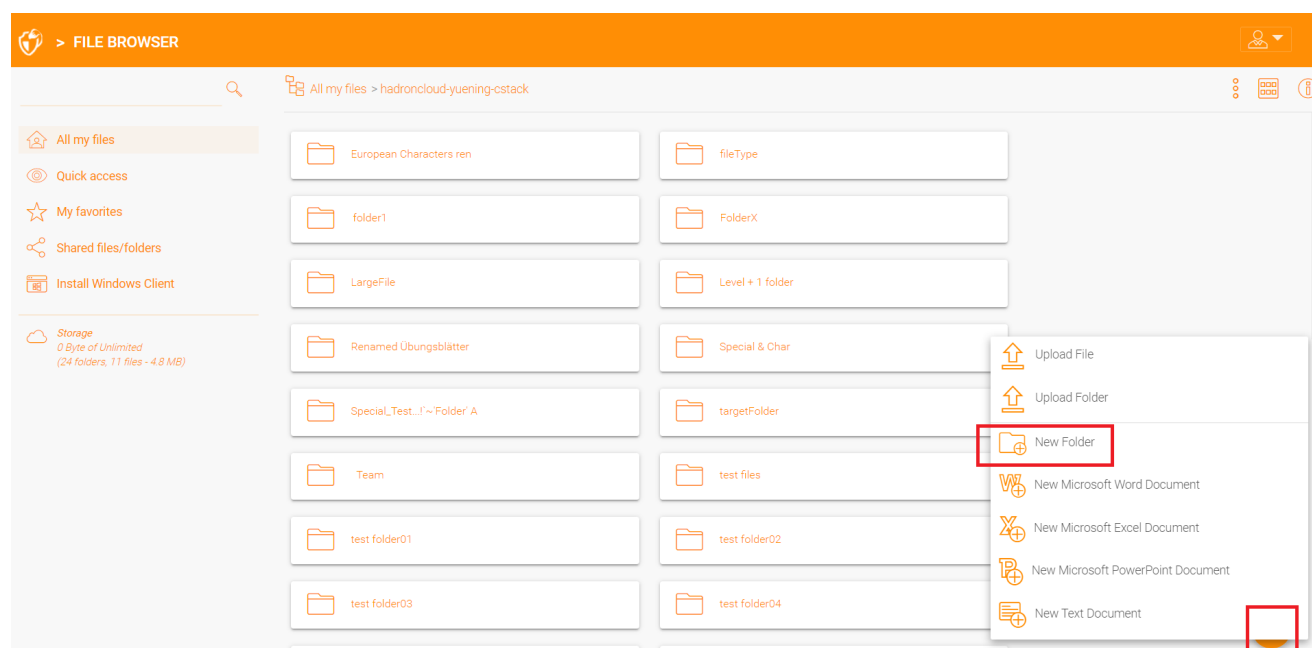 > FILE BROWSER
All my files > hadroncloud-yuening-cstack
All my files
Quick access
My favorites
Shared files/folders
Install Windows Client
Storage
0 Byte of Unlimited
(24 folders, 11 files - 4.8 MB)
European Characters ren
fileType
folder1
FolderX
LargeFile
Level + 1 folder
Renamed Übungsblätter
Special & Char
Special_Test...!`~'Folder' A
targetFolder
Team
test files
test folder01
test folder02
test folder03
test folder04
Upload File
Upload Folder
New Folder
New Microsoft Word Document
New Microsoft Excel Document
New Microsoft PowerPoint Document
New Text Document